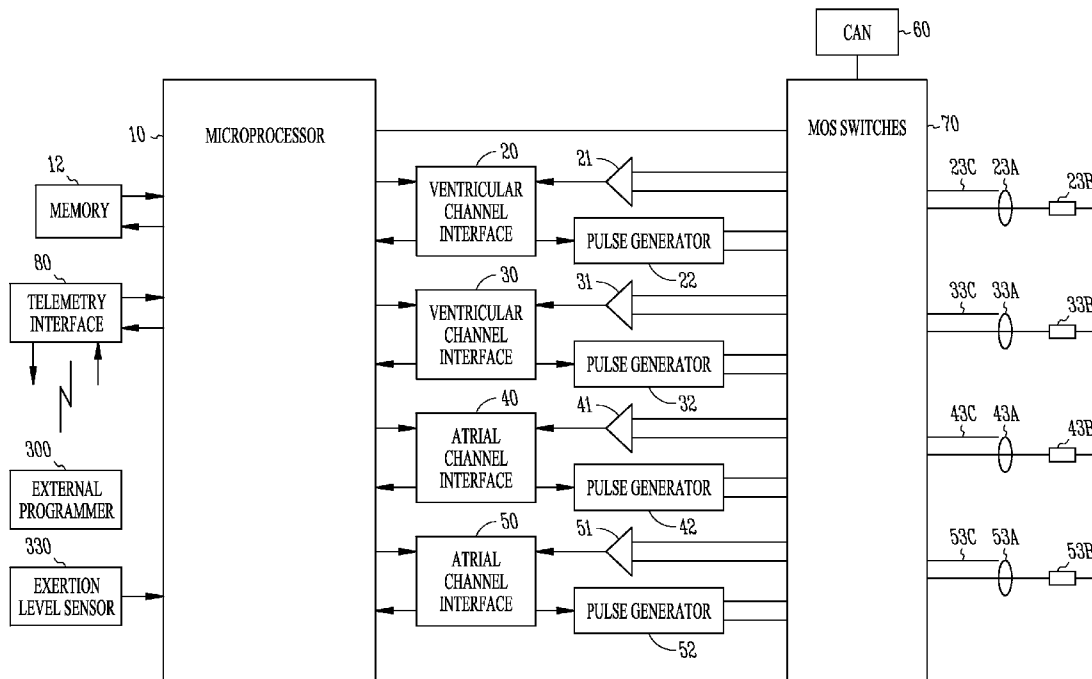 CAN
60
10
MICROPROCESSOR
MOS SWITCHES
70
12
MEMORY
20
VENTRICULAR
CHANNEL
INTERFACE
21
PULSE GENERATOR
22
23C
23A
23B
80
TELEMETRY
INTERFACE
30
VENTRICULAR
CHANNEL
INTERFACE
31
PULSE GENERATOR
32
33C
33A
33B
40
ATRIAL
CHANNEL
INTERFACE
41
PULSE GENERATOR
42
43C
43A
43B
300
EXTERNAL
PROGRAMMER
50
ATRIAL
CHANNEL
INTERFACE
51
PULSE GENERATOR
52
53C
53A
53B
330
EXERTION
LEVEL SENSOR